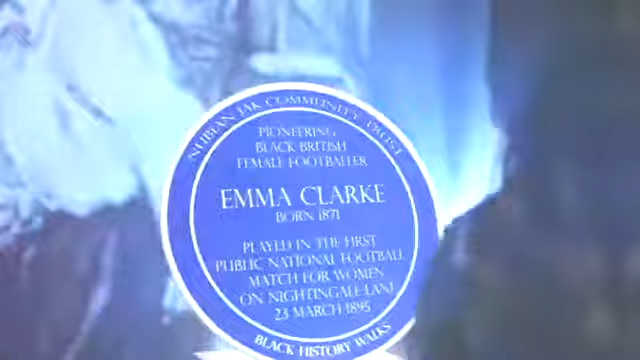 NUBIAN JAK COMMUNITY TRUST
PIONEERING
BLACK BRITISH
FEMALE FOOTBALLER
EMMA CLARKE
BORN 1871
PLAYED IN THE FIRST
PUBLIC NATIONAL FOOTBALL
MATCH FOR WOMEN
ON NIGHTINGALE LANE
23 MARCH 1895
BLACK HISTORY WALKS